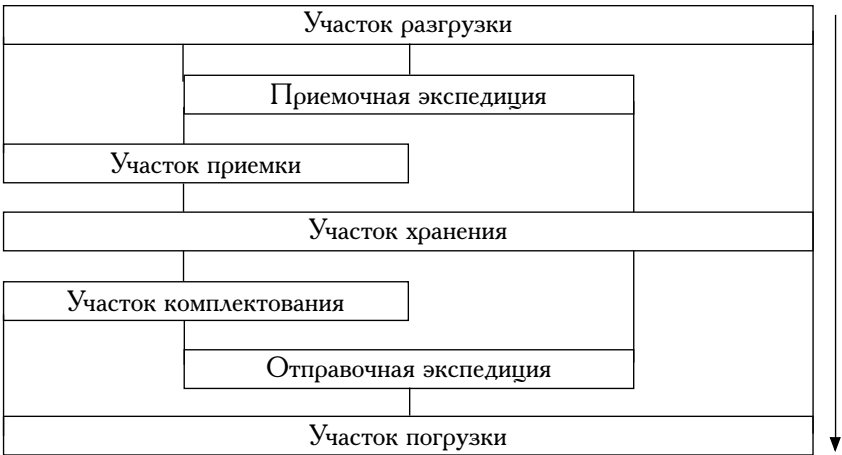 Участок разгрузки
Приемочная экспедиция
Участок приемки
Участок хранения
Участок комплектования
Отправочная экспедиция
Участок погрузки